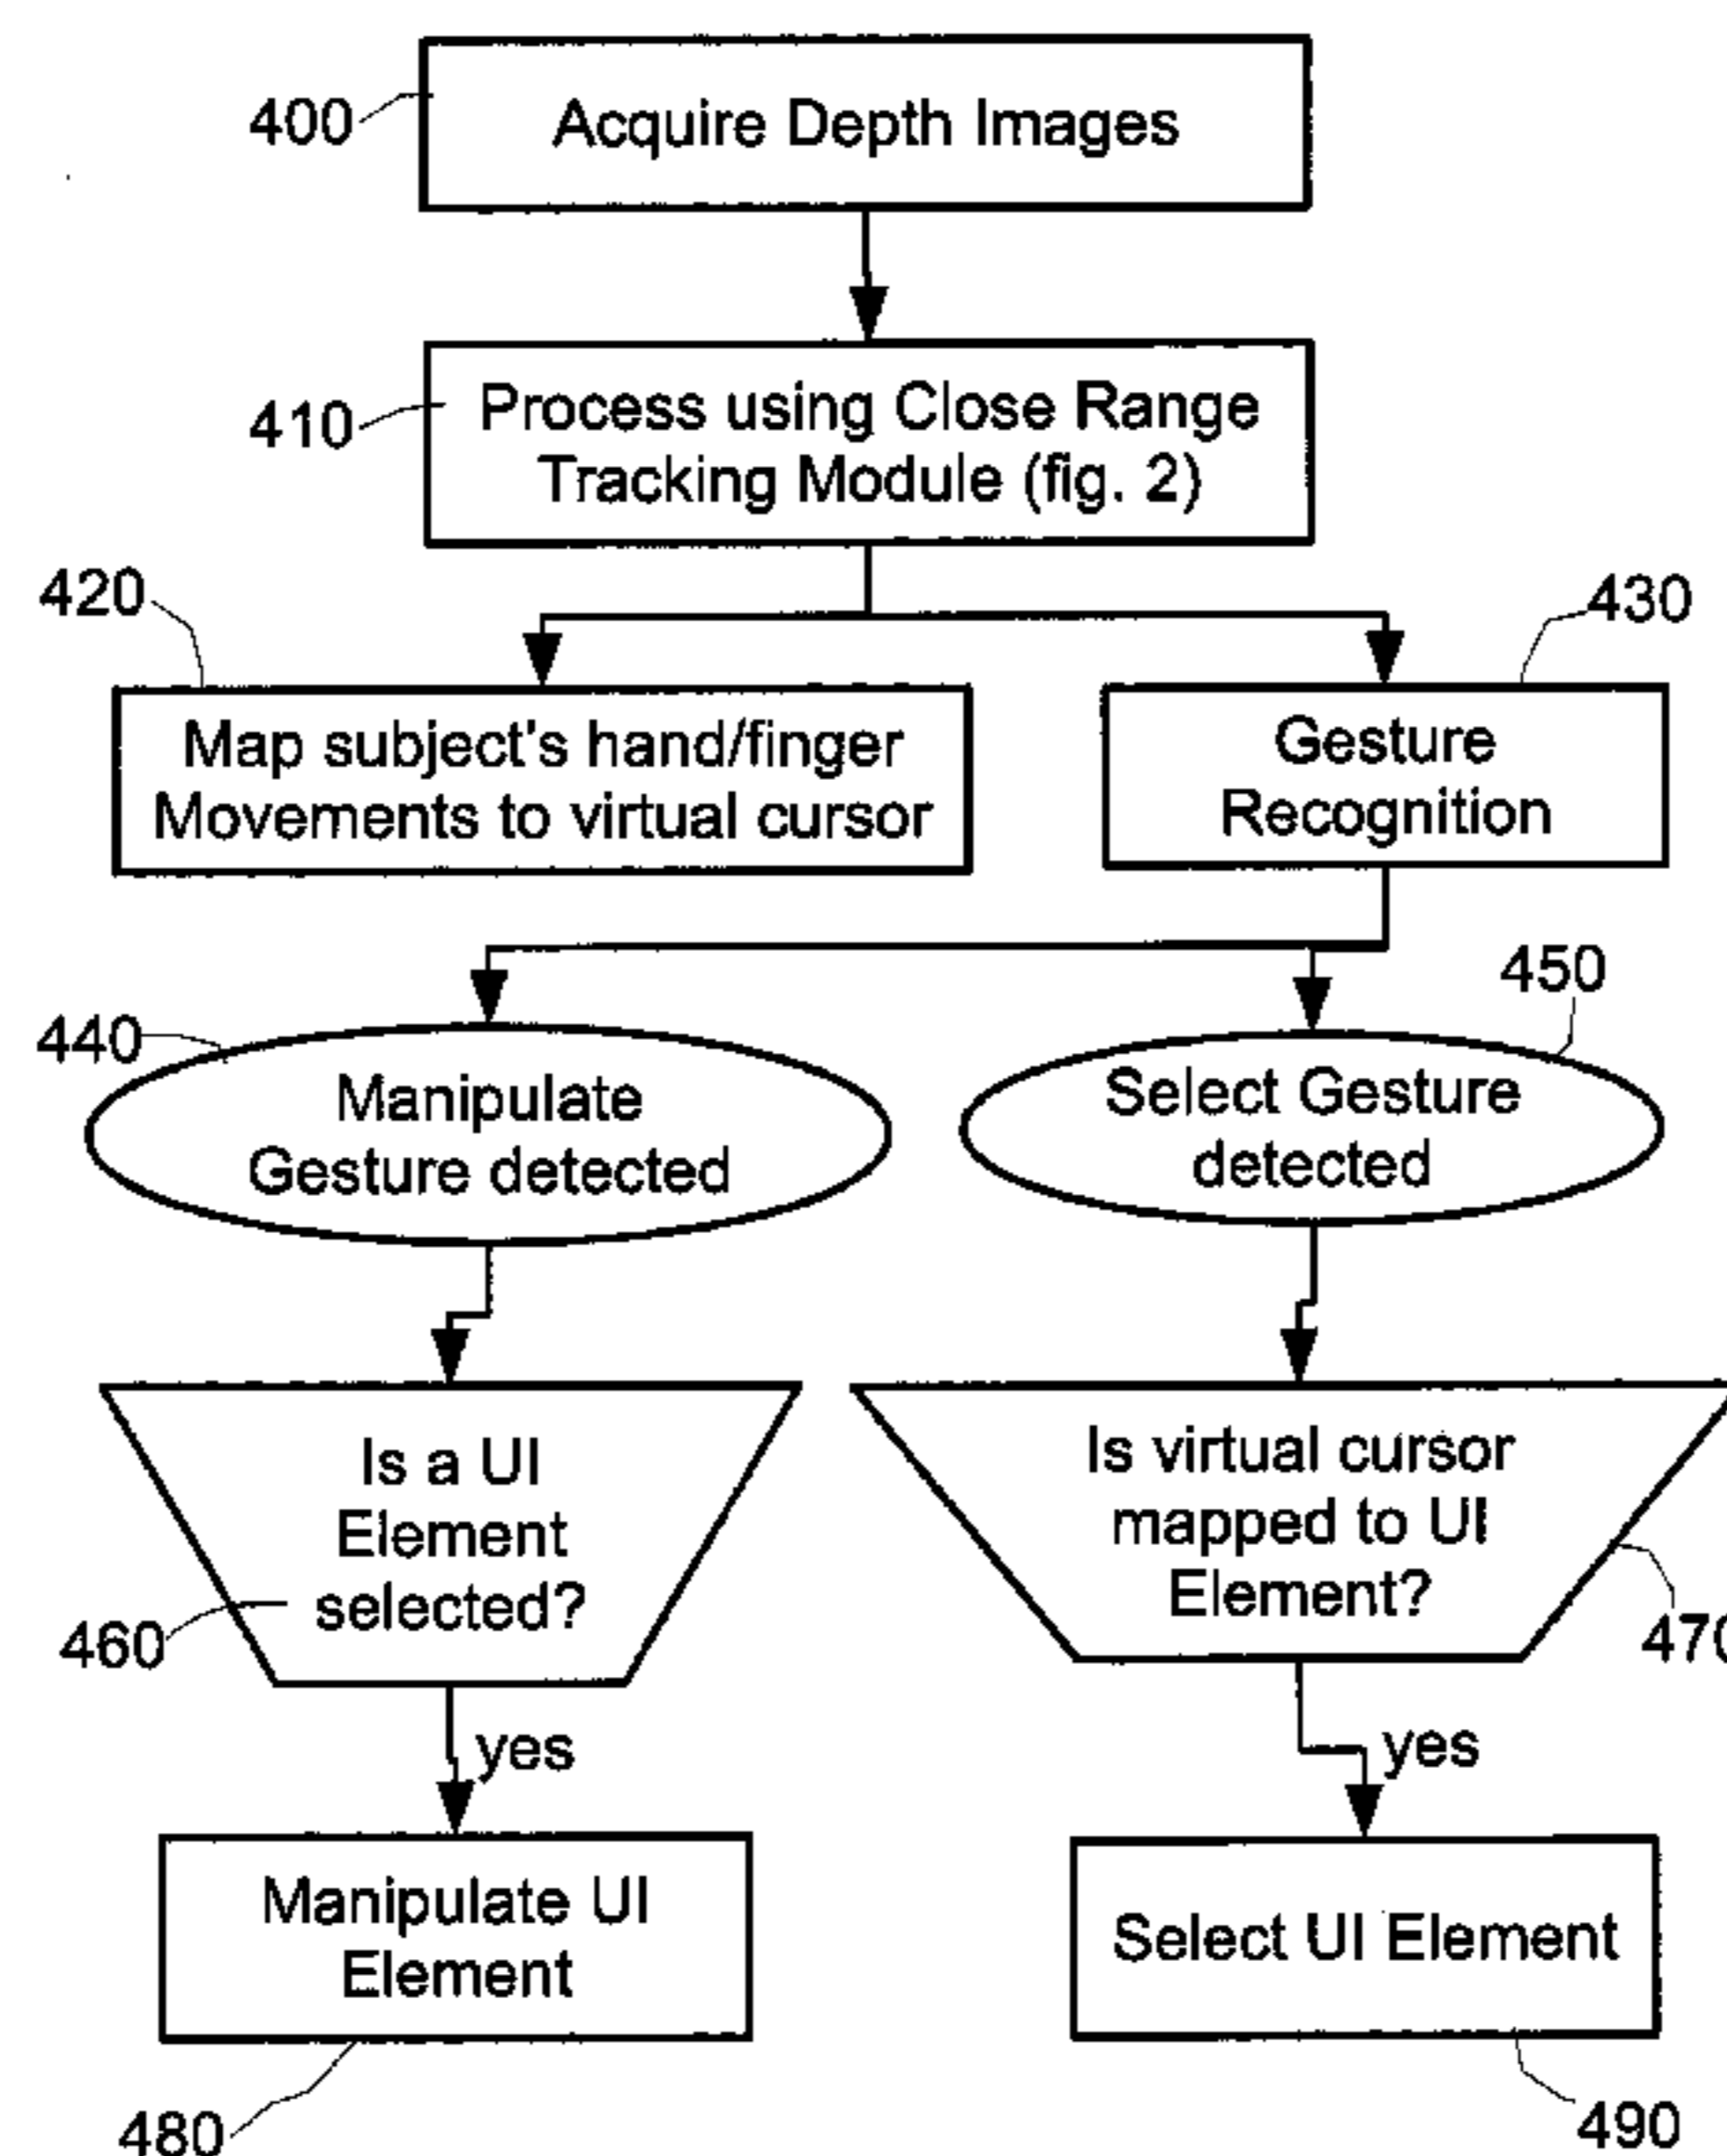 400
Acquire Depth Images
410
Process using Close Range
Tracking Module (fig. 2)
420
430
Map subject's hand/finger
Movements to virtual cursor
Gesture
Recognition
440
450
Manipulate
Gesture detected
Select Gesture
detected
Is a UI
Element
selected?
460
Is virtual cursor
mapped to UI
Element?
470
yes
yes
Manipulate UI
Element
Select UI Element
480
490